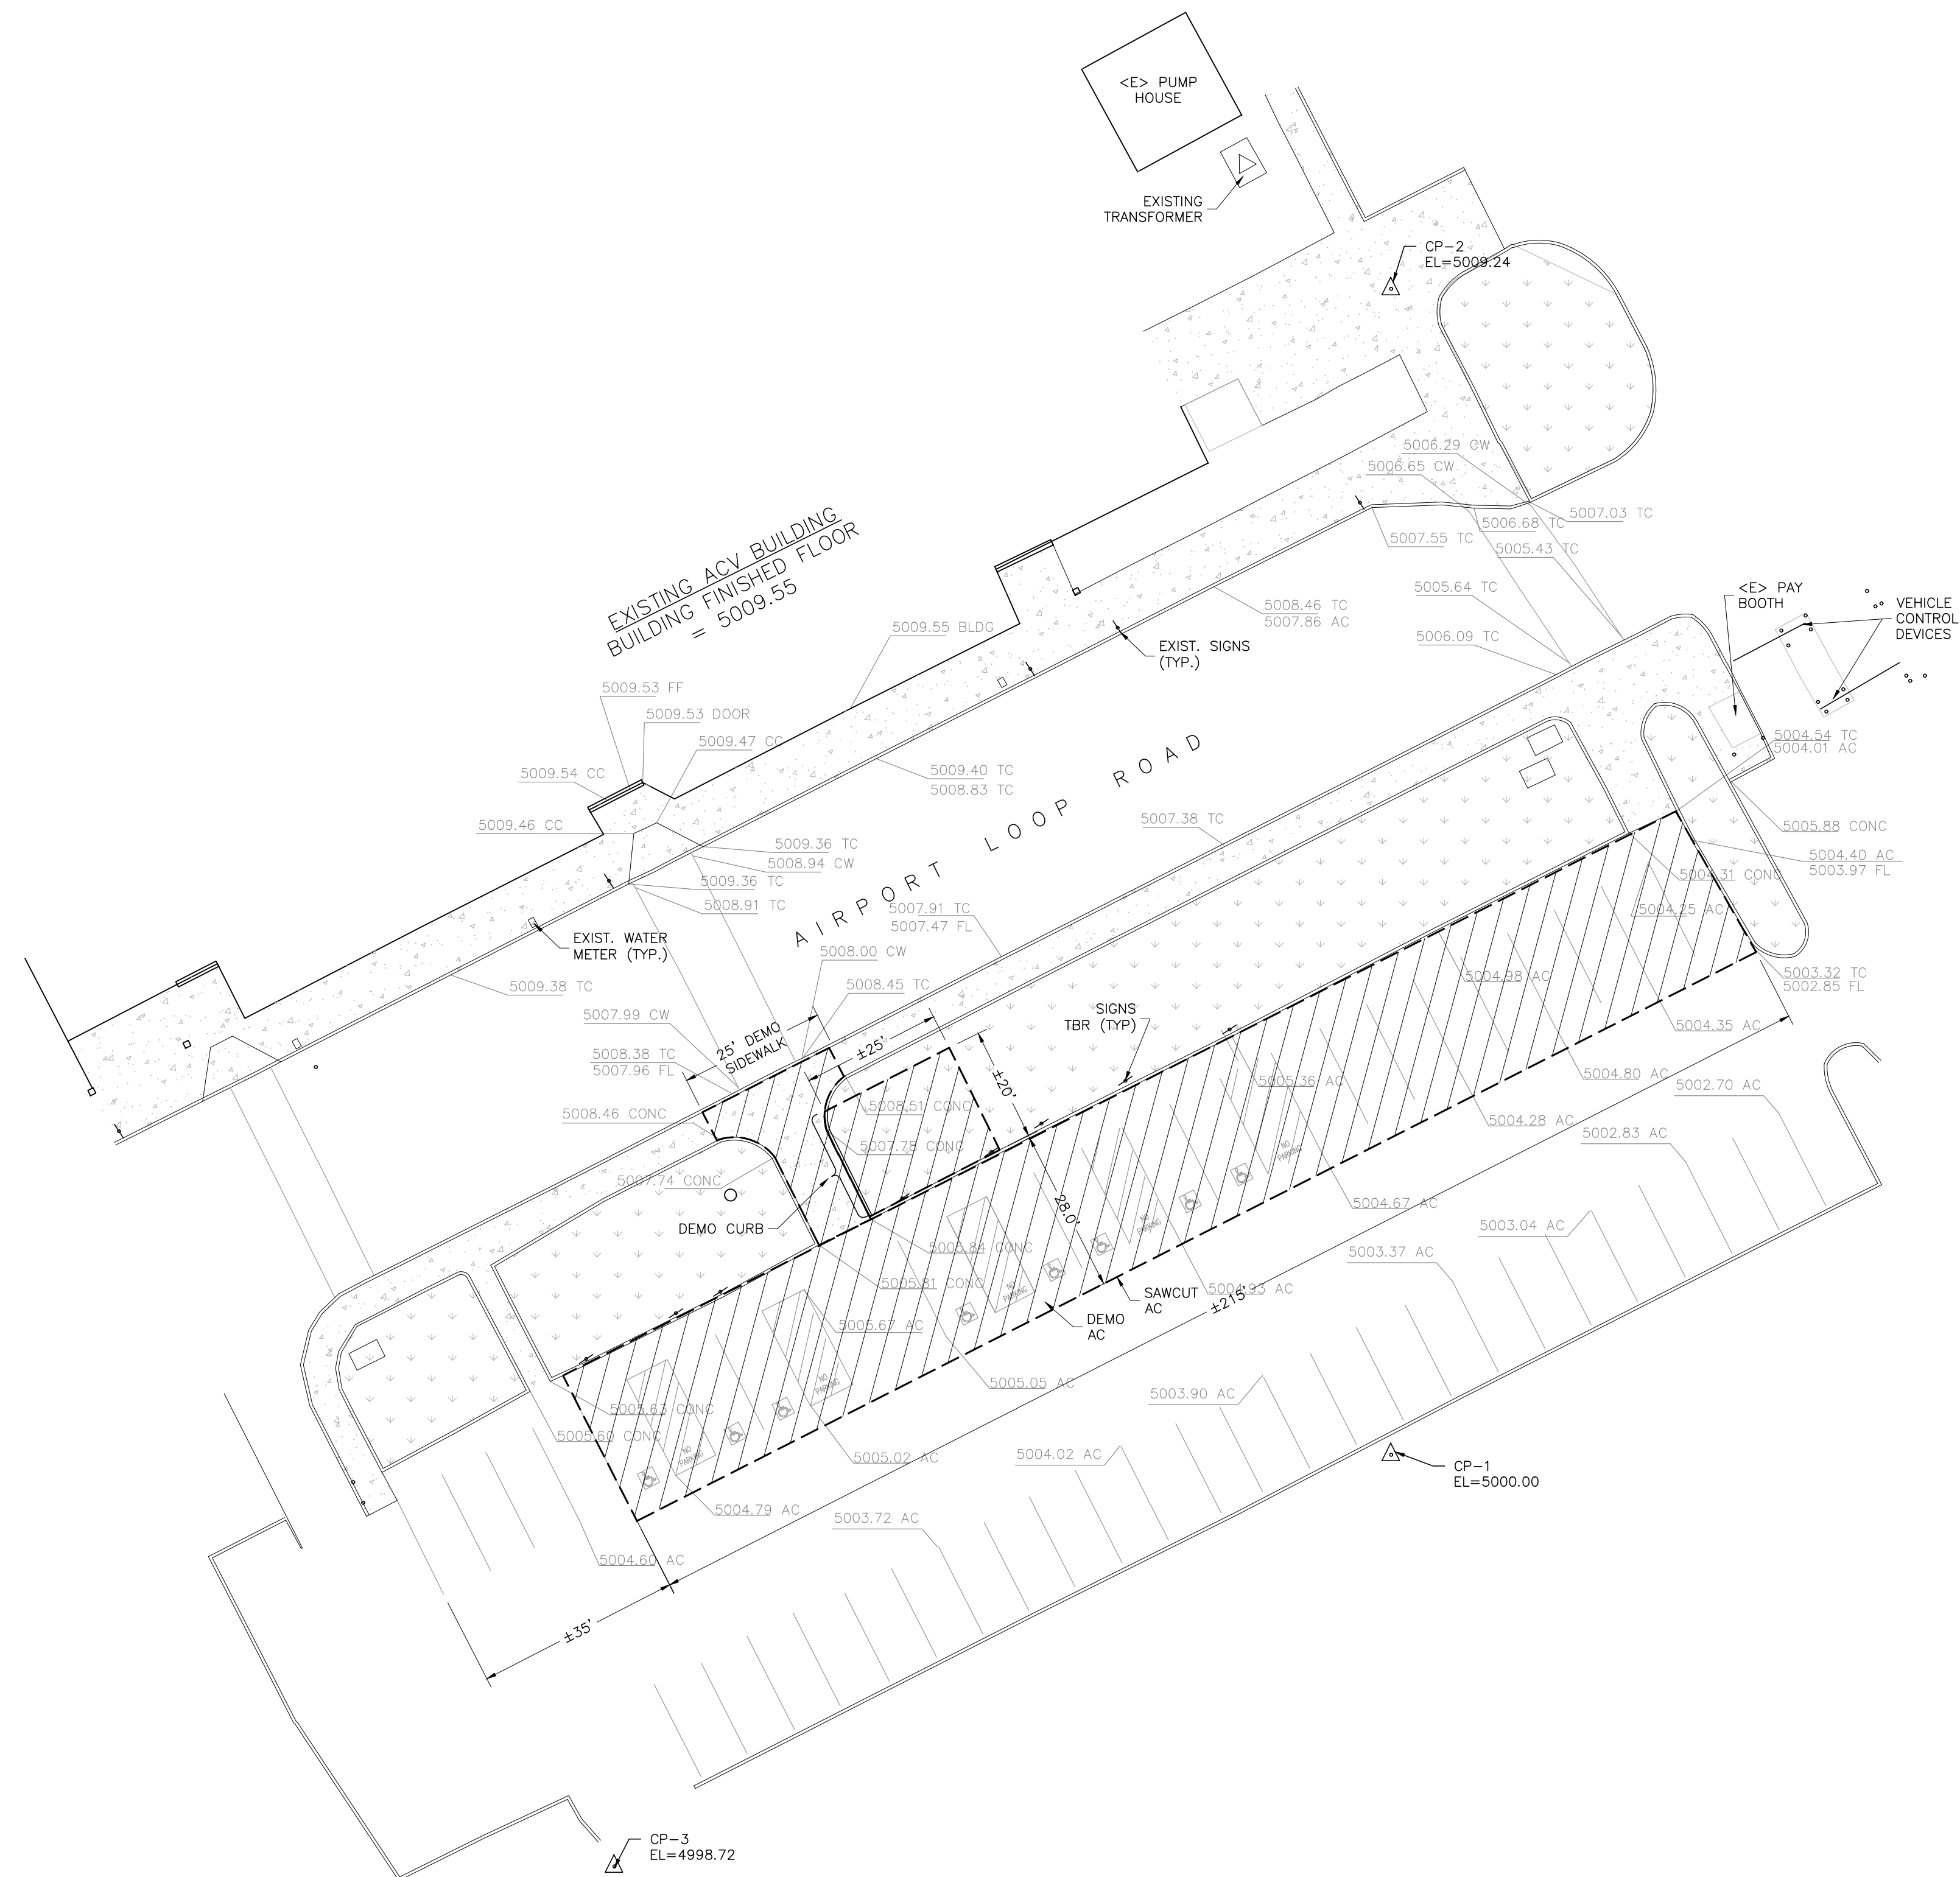 <E> PUMP
HOUSE
EXISTING
TRANSFORMER
CP-2
EL=5009.24
5006.29 CW
5006.65 CW
5007.03 TC
5006.68 TC
5007.55 TC
5005.43 TC
EXISTING ACV BUILDING
BUILDING FINISHED FLOOR
= 5009.55
5005.64 TC
<E> PAY
BOOTH
VEHICLE
CONTROL
DEVICES
5008.46 TC
5007.86 AC
5009.55 BLDG
EXIST. SIGNS
(TYP.)
5006.09 TC
5009.53 FF
5009.53 DOOR
5009.47 CC
5004.54 TC
5004.01 AC
5009.54 CC
5009.40 TC
5008.83 TC
AIRPORT LOOP ROAD
5009.46 CC
5007.38 TC
5005.88 CONC
5009.36 TC
5008.94 CW
5004.40 AC
5003.97 FL
5009.36 TC
5004.31 CONC
5008.91 TC
5007.91 TC
5007.47 FL
5004.25 AC
EXIST. WATER
METER (TYP.)
5008.00 CW
5004.98 AC
5003.32 TC
5002.85 FL
5009.38 TC
5008.45 TC
5007.99 CW
SIGNS
TBR (TYP)
5004.35 AC
25' DEMO
SIDEWALK
±25'
±20'
5008.38 TC
5007.96 FL
5005.36 AC
5004.80 AC
5002.70 AC
5008.46 CONC
5008.51 CONC
5004.28 AC
5002.83 AC
5007.78 CONC
NO
PARKING
5007.74 CONC
28.0'
5004.67 AC
DEMO CURB
NO
PARKING
5003.04 AC
5005.84 CONC
5003.37 AC
5005.81 CONC
NO
PARKING
5004.93 AC
SAWCUT
AC
±215'
5005.67 AC
DEMO
AC
NO
PARKING
5005.05 AC
5003.90 AC
5005.63 CONC
5005.60 CONC
NO
PARKING
5005.02 AC
5004.02 AC
CP-1
EL=5000.00
5004.79 AC
5003.72 AC
5004.60 AC
±35'
CP-3
EL=4998.72